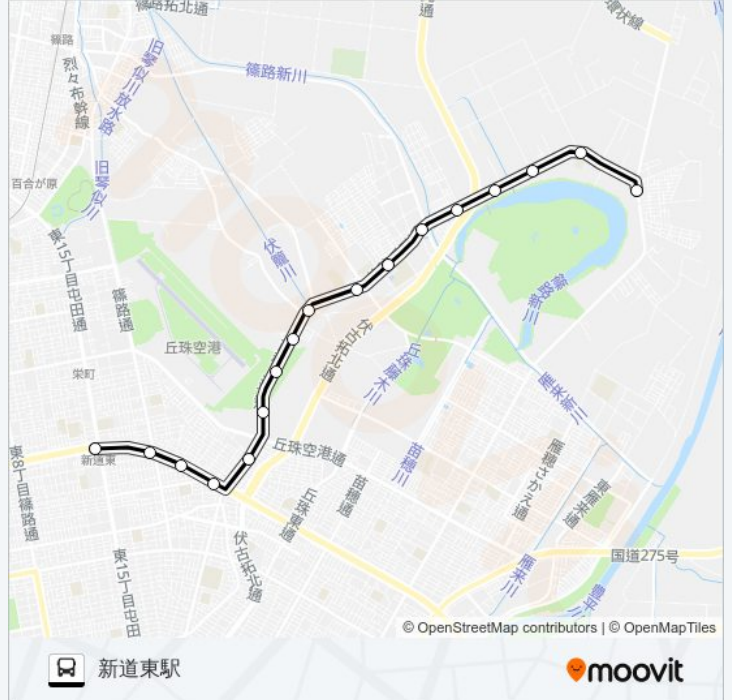 篠路拓北通
通
環状線
篠路
旧琴似川放水路
烈々布幹線
篠路新川
百合が原
旧琴似川
東15丁目屯田通
伏籠川
篠路通
篠路新川
丘珠空港
伏古拓北通
丘珠藤木川
栄町
雁来新川
新道東
丘珠空港通
東8丁目篠路通
苗穂川
雁穂さかえ通
苗穂通
東雁来通
丘珠東通
伏古拓北通
国道275号
東15丁目屯田
雁来川
豊平川
© OpenStreetMap contributors | © OpenMapTiles
新道東駅
moovit